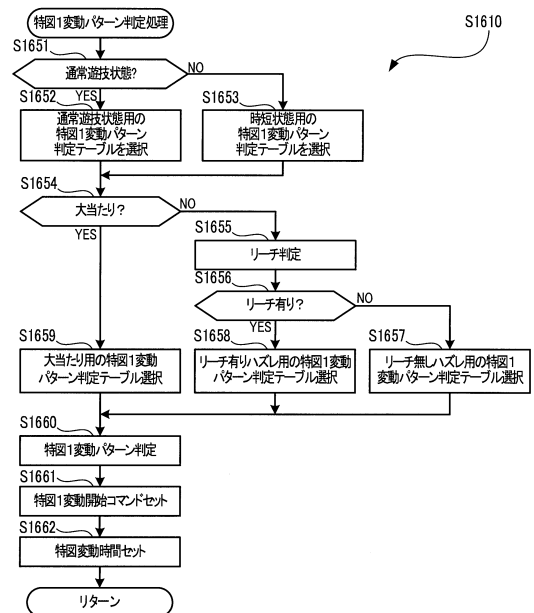 特図1変動パターン判定処理
S1610
S1651
通常遊技状態?
NO
YES
S1652
通常遊技状態用の
特図1変動パターン
判定テーブルを選択
S1653
時短状態用の
特図1変動パターン
判定テーブルを選択
S1654
大当たり?
NO
YES
S1655
リーチ判定
S1656
リーチ有り?
NO
YES
S1659
大当たり用の特図1変動
パターン判定テーブル選択
S1658
リーチ有りハズレ用の特図1変動
パターン判定テーブル選択
S1657
リーチ無しハズレ用の特図1
変動パターン判定テーブル選択
S1660
特図1変動パターン判定
S1661
特図1変動開始コマンドセット
S1662
特図変動時間セット
リターン